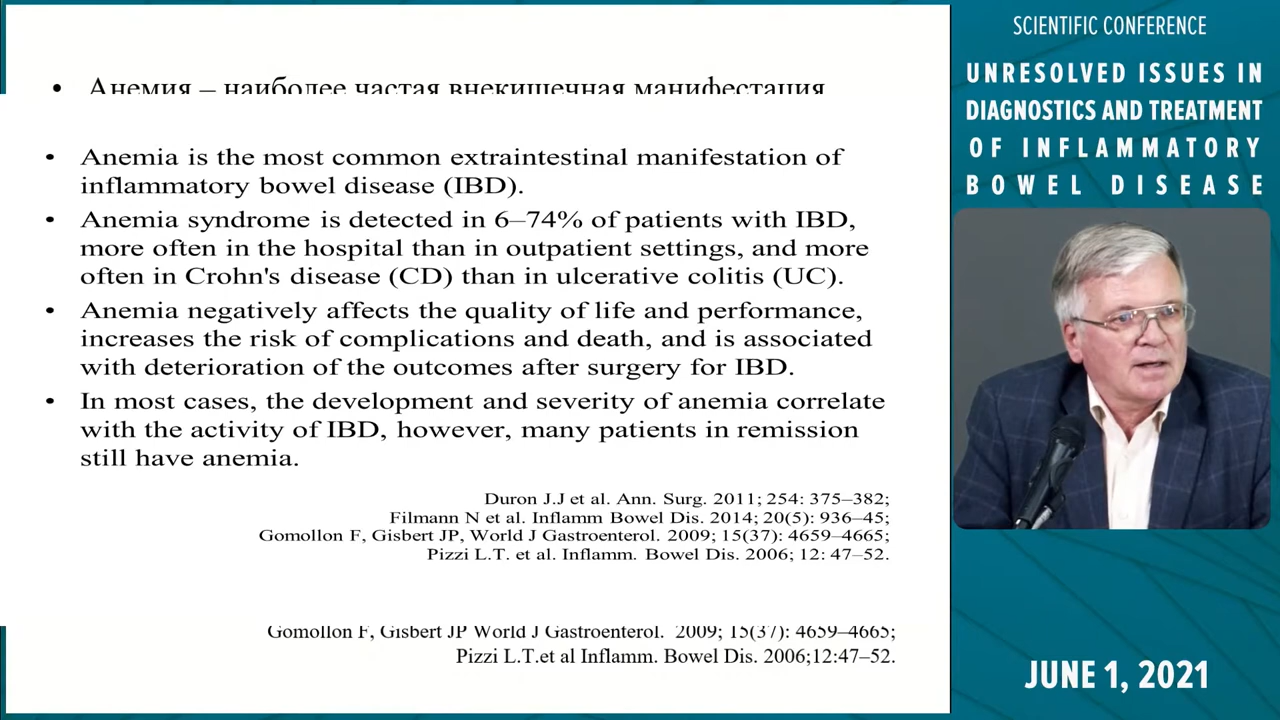 • Анемия – наиболее частая внекишечная манифестация
• Anemia is the most common extraintestinal manifestation of
inflammatory bowel disease (IBD).
• Anemia syndrome is detected in 6–74% of patients with IBD,
more often in the hospital than in outpatient settings, and more
often in Crohn's disease (CD) than in ulcerative colitis (UC).
• Anemia negatively affects the quality of life and performance,
increases the risk of complications and death, and is associated
with deterioration of the outcomes after surgery for IBD.
• In most cases, the development and severity of anemia correlate
with the activity of IBD, however, many patients in remission
still have anemia.
Duron J.J et al. Ann. Surg. 2011; 254: 375–382;
Filmann N et al. Inflamm Bowel Dis. 2014; 20(5): 936–45;
Gomollon F, Gisbert JP, World J Gastroenterol. 2009; 15(37): 4659–4665;
Pizzi L.T. et al. Inflamm. Bowel Dis. 2006; 12: 47–52.
Gomollon F, Gisbert JP World J Gastroenterol. 2009; 15(37): 4659–4665;
Pizzi L.T.et al Inflamm. Bowel Dis. 2006;12:47–52.
SCIENTIFIC CONFERENCE
UNRESOLVED ISSUES IN
DIAGNOSTICS AND TREATMENT
OF INFLAMMATORY
BOWEL DISEASE
JUNE 1, 2021